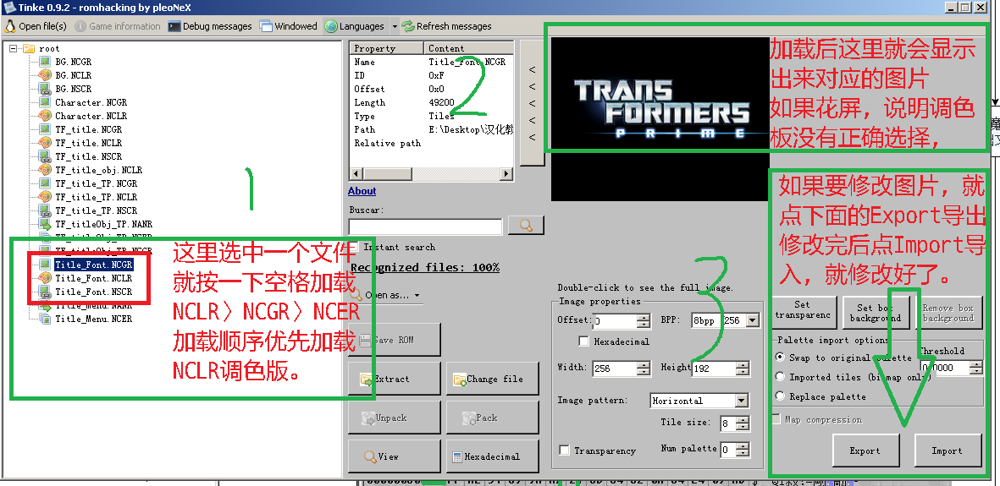 Tinke 0.9.2 - romhacking by pleoNeX
Open file(s) Game information Debug messages Windowed Languages Refresh messages
root
BG.NCGR
BG.NCLR
BG.NSCR
Character.NCGR
Character.NCLR
TF_title.NCGR
TF_title.NCLR
TF_title.NSCR
TF_title_obj.NCLR
TF_title_TP.NCGR
TF_title_TP.NCLR
TF_title_TP.NSCR
TF_titleObj_TP.NANR
TF_titleObj_TP.NCER
TF_titleObj_TP.NCGR
Title_Font.NCGR
Title_Font.NCLR
Title_Font.NSCR
Title_Menu.NANR
Title_Menu.NCER
1
这里选中一个文件
就按一下空格加载
NCLR〉NCGR〉NCER
加载顺序优先加载
NCLR调色版。
Property Content
Name Title_Font.NCGR
ID 0xF
Offset 0x0
Length 49200
Type Tiles
Path E:\Desktop\汉化教
Relative path
2
<
<
<
<
<
About
Buscar:
Instant search
Recognized files: 100%
Open as...
Save ROM
Extract Change file
Unpack Pack
View Hexadecimal
TRANS
FORMERS
PRIME
加载后这里就会显示
出来对应的图片
如果花屏，说明调色
板没有正确选择，
3
Double-click to see the full image.
Image properties
Offset: 0 BPP: 8bpp 256
Hexadecimal
Width: 256 Height 192
Image pattern: Horizontal
Tile size: 8
Transparency Num palette 0
如果要修改图片，就
点下面的Export导出
修改完后点Import导
入，就修改好了。
Set transparenc
Set box background
Remove box background
Palette import options
Swap to original palette
Imported tiles (bitmap only)
Replace palette
Threshold
Map compression
Export Import